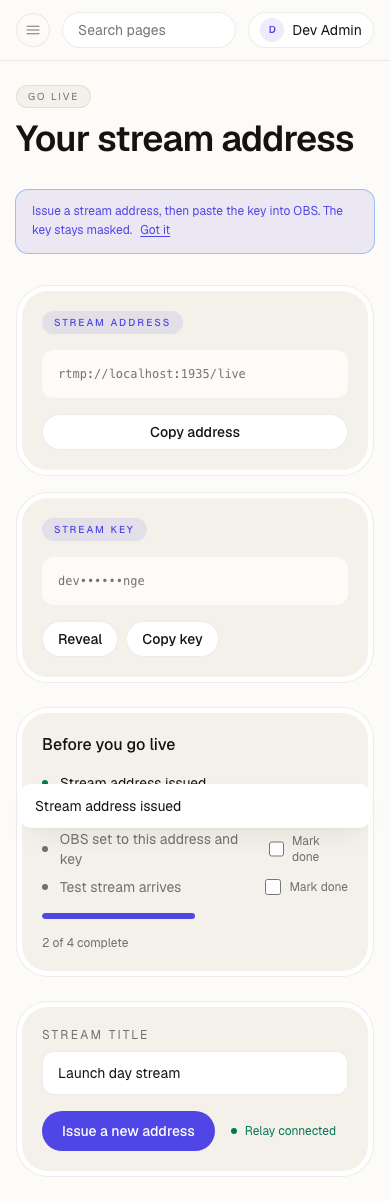 Search pages
D
Dev Admin
GO LIVE
Your stream address
Issue a stream address, then paste the key into OBS. The
key stays masked. Got it
STREAM ADDRESS
rtmp://localhost:1935/live
Copy address
STREAM KEY
dev••••••nge
Reveal
Copy key
Before you go live
Stream address issued
Stream address issued
OBS set to this address and
key
Mark
done
Test stream arrives
Mark done
2 of 4 complete
STREAM TITLE
Launch day stream
Issue a new address
Relay connected